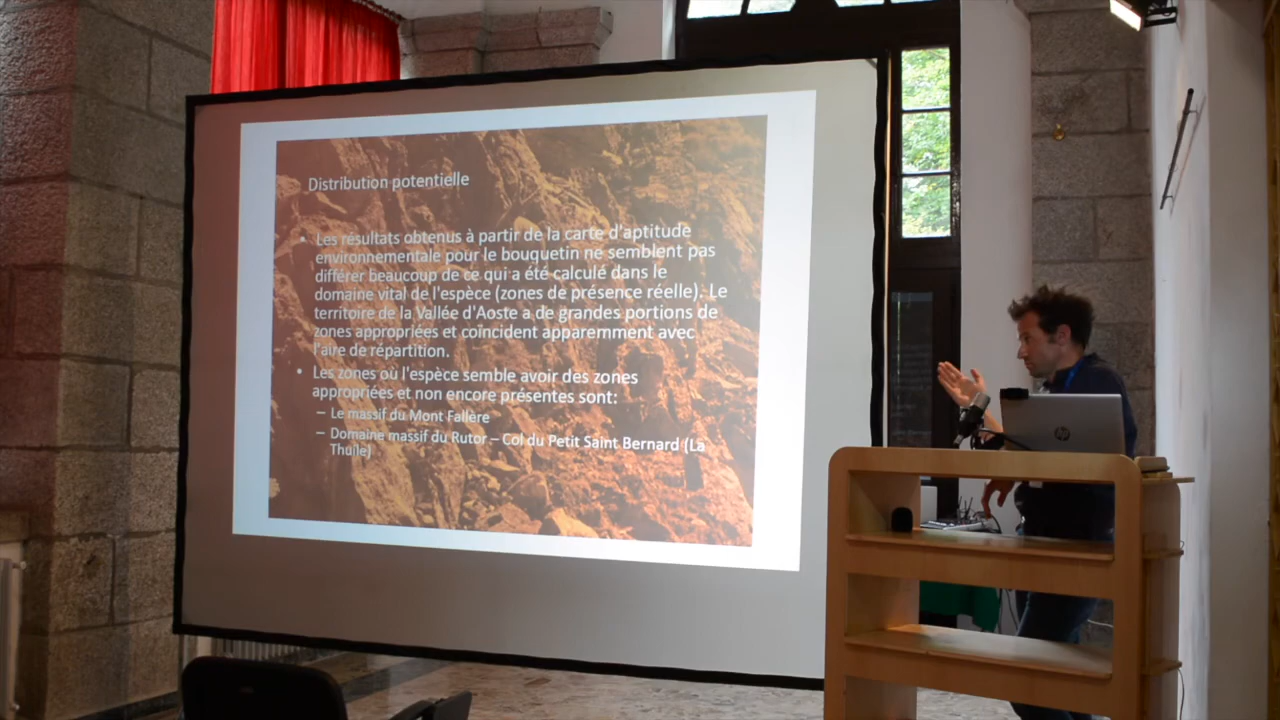 Distribution potentielle
• Les résultats obtenus à partir de la carte d'aptitude
environnementale pour le bouquetin ne semblent pas
différer beaucoup de ce qui a été calculé dans le
domaine vital de l'espèce (zones de présence réelle). Le
territoire de la Vallée d'Aoste a de grandes portions de
zones appropriées et coïncident apparemment avec
l'aire de répartition.
• Les zones où l'espèce semble avoir des zones
appropriées et non encore présentes sont:
– Le massif du Mont Fallère
– Domaine massif du Rutor – Col du Petit Saint Bernard (La
Thuile)
hp